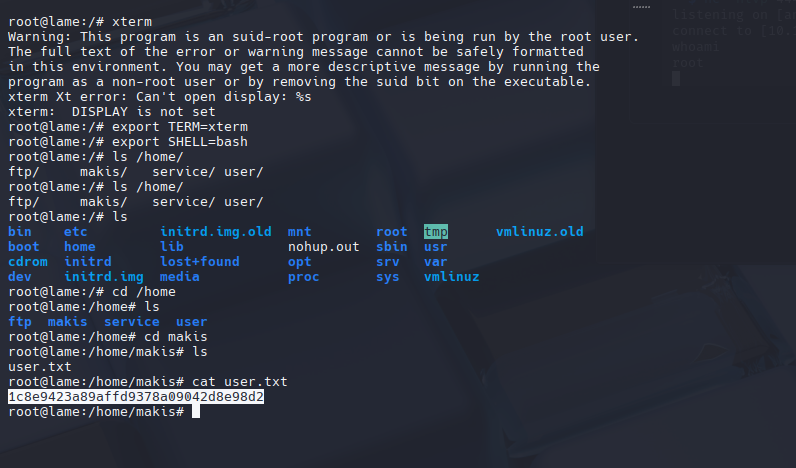 root@lame:/# xterm
Warning: This program is an suid-root program or is being run by the root user.
The full text of the error or warning message cannot be safely formatted
in this environment. You may get a more descriptive message by running the
program as a non-root user or by removing the suid bit on the executable.
xterm Xt error: Can't open display: %s
xterm:  DISPLAY is not set
root@lame:/# export TERM=xterm
root@lame:/# export SHELL=bash
root@lame:/# ls /home/
ftp/     makis/   service/ user/
root@lame:/# ls /home/
ftp/     makis/   service/ user/
root@lame:/# ls
bin    etc         initrd.img.old  mnt        root  tmp      vmlinuz.old
boot   home        lib             nohup.out  sbin  usr
cdrom  initrd      lost+found      opt        srv   var
dev    initrd.img  media           proc       sys   vmlinuz
root@lame:/# cd /home
root@lame:/home# ls
ftp  makis  service  user
root@lame:/home# cd makis
root@lame:/home/makis# ls
user.txt
root@lame:/home/makis# cat user.txt
1c8e9423a89affd9378a09042d8e98d2
root@lame:/home/makis#
listening on
connect to [10.
whoami
root